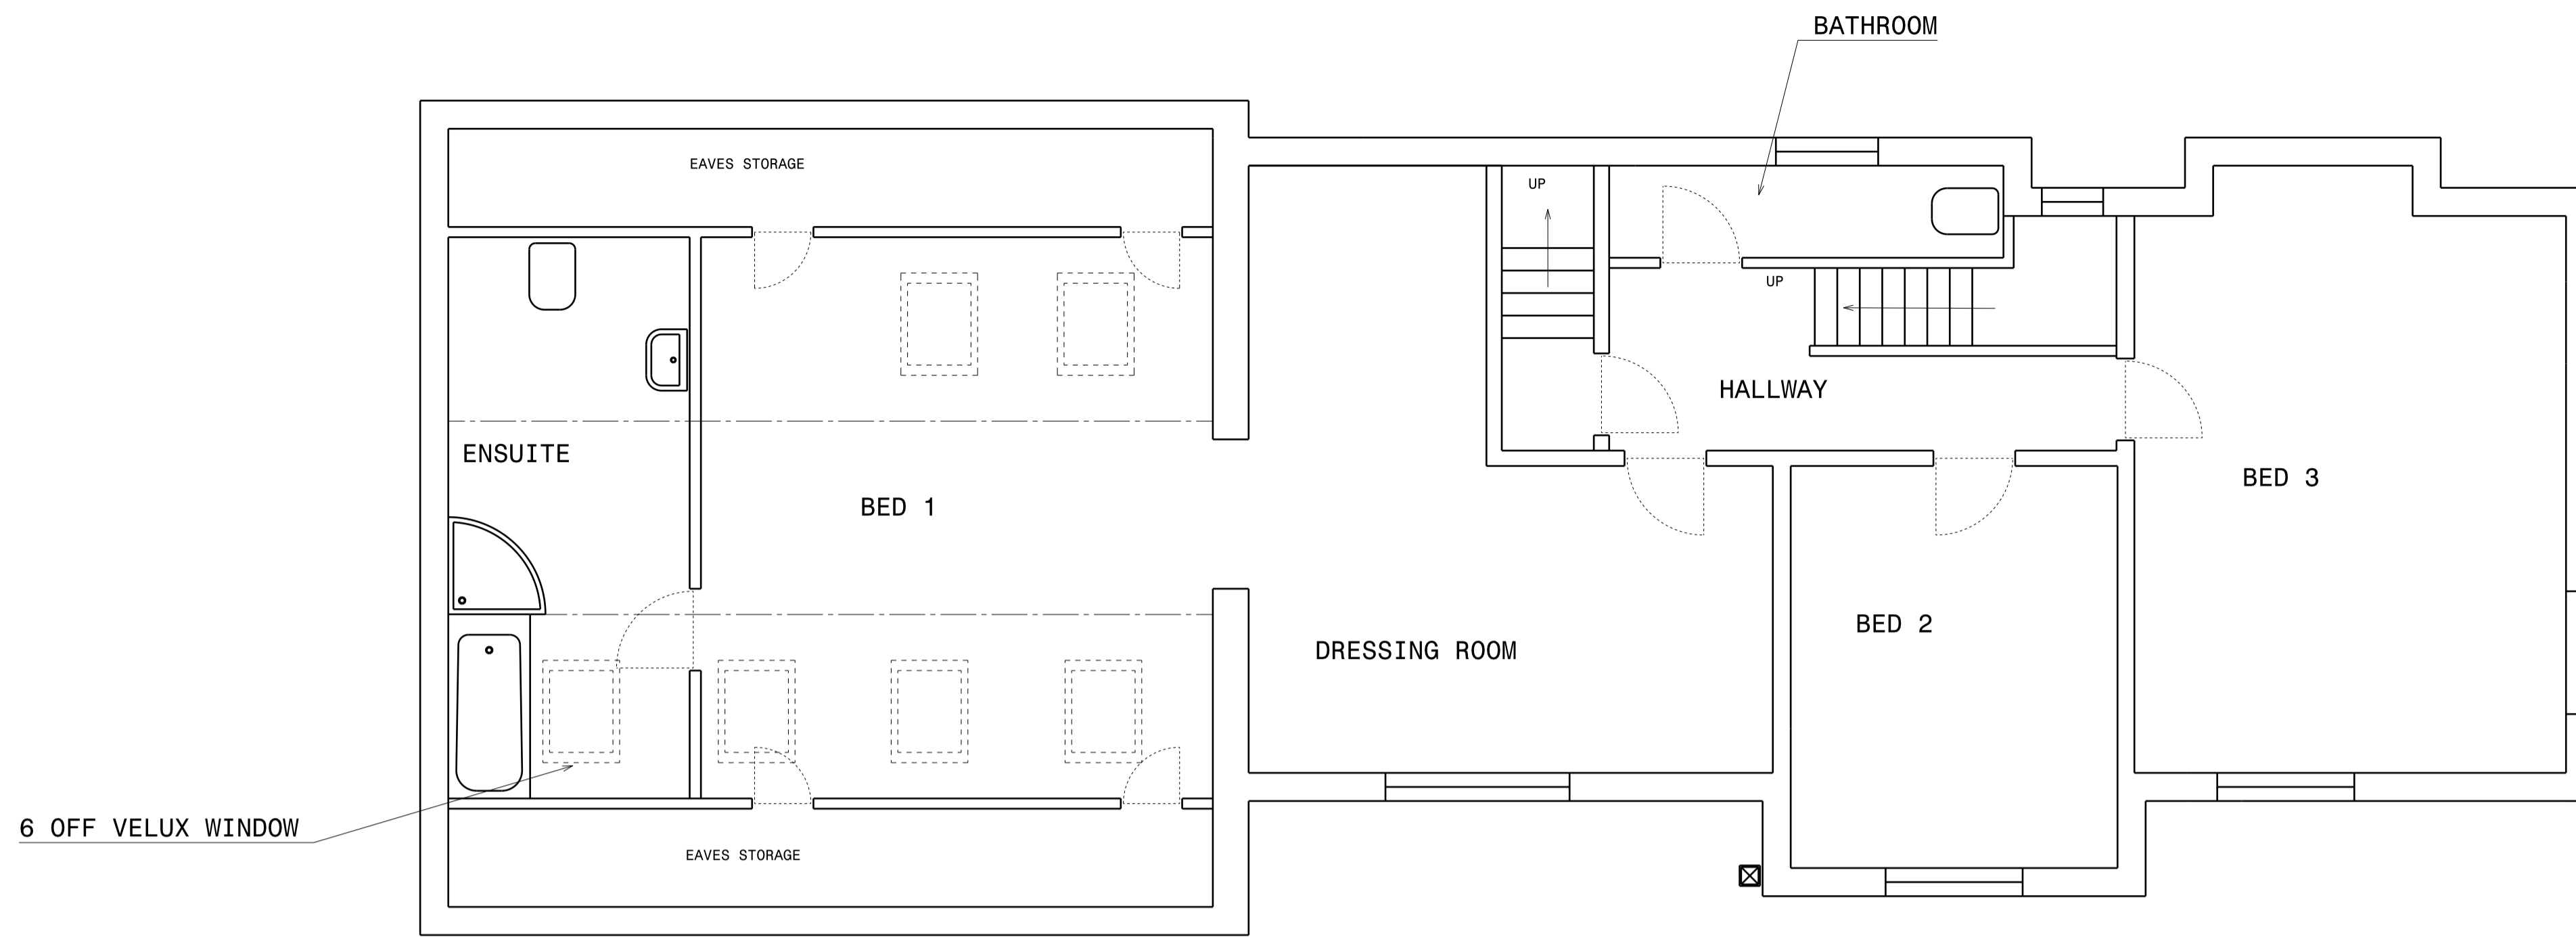 BATHROOM
EAVES STORAGE
UP
UP
HALLWAY
ENSUITE
BED 1
BED 3
BED 2
DRESSING ROOM
6 OFF VELUX WINDOW
EAVES STORAGE